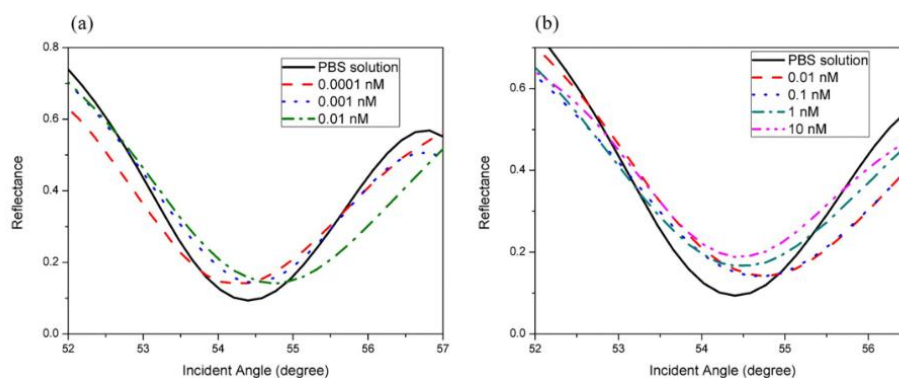 (a)
0.8
0.6
0.4
0.2
0.0
Reflectance
PBS solution
0.0001 nM
0.001 nM
0.01 nM
52
53
54
55
56
57
Incident Angle (degree)
(b)
0.6
0.4
0.2
0.0
Reflectance
PBS solution
0.01 nM
0.1 nM
1 nM
10 nM
52
53
54
55
56
Incident Angle (degree)